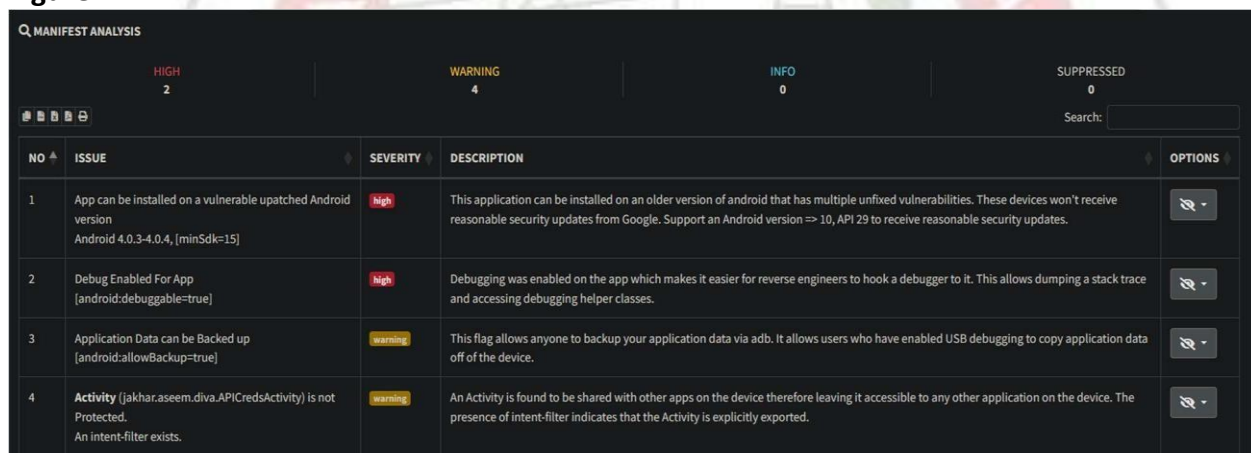 MANIFEST ANALYSIS
HIGH
2
WARNING
4
INFO
0
SUPPRESSED
0
Search:
NO
ISSUE
SEVERITY
DESCRIPTION
OPTIONS
1
App can be installed on a vulnerable upatched Android
version
Android 4.0.3-4.0.4, [minSdk=15]
high
This application can be installed on an older version of android that has multiple unfixed vulnerabilities. These devices won't receive
reasonable security updates from Google. Support an Android version => 10, API 29 to receive reasonable security updates.
2
Debug Enabled For App
[android:debuggable=true]
high
Debugging was enabled on the app which makes it easier for reverse engineers to hook a debugger to it. This allows dumping a stack trace
and accessing debugging helper classes.
3
Application Data can be Backed up
[android:allowBackup=true]
warning
This flag allows anyone to backup your application data via adb. It allows users who have enabled USB debugging to copy application data
off of the device.
4
Activity (jakhar.aseem.diva.APICredsActivity) is not
Protected.
An intent-filter exists.
warning
An Activity is found to be shared with other apps on the device therefore leaving it accessible to any other application on the device. The
presence of intent-filter indicates that the Activity is explicitly exported.